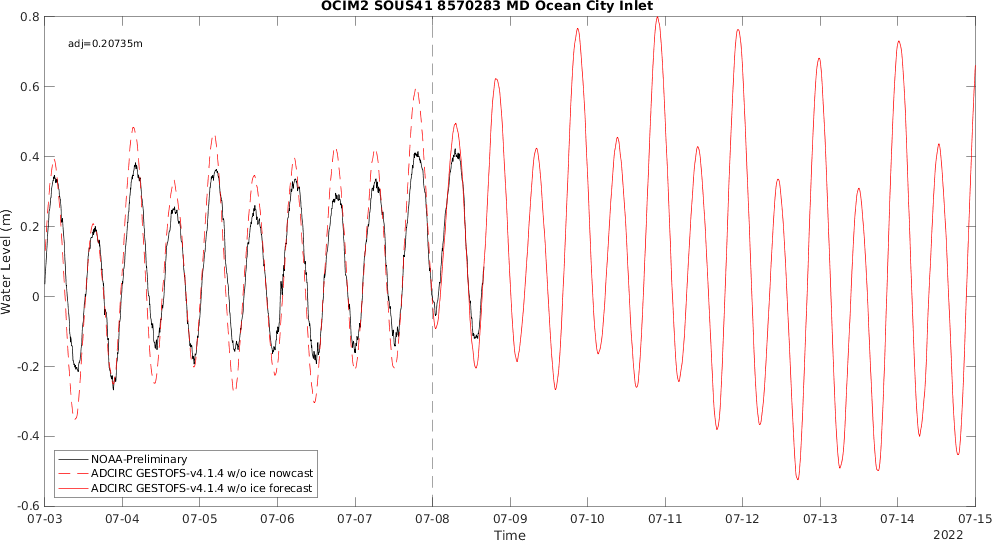 OCIM2 SOUS41 8570283 MD Ocean City Inlet
adj=0.20735m
0.8
0.6
0.4
0.2
0
-0.2
-0.4
-0.6
Water Level (m)
NOAA-Preliminary
ADCIRC GESTOFS-v4.1.4 w/o ice nowcast
ADCIRC GESTOFS-v4.1.4 w/o ice forecast
07-03 07-04 07-05 07-06 07-07 07-08 07-09 07-10 07-11 07-12 07-13 07-14 07-15
Time
2022